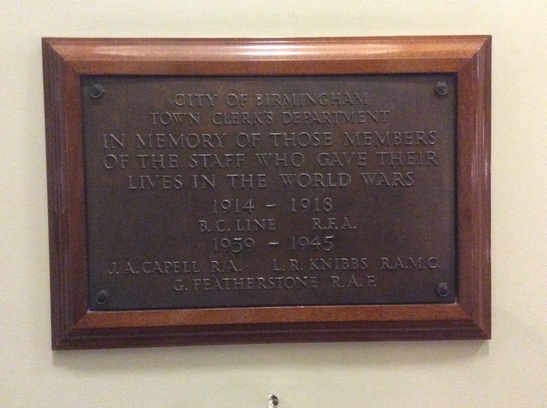 CITY OF BIRMINGHAM
TOWN CLERK'S DEPARTMENT
IN MEMORY OF THOSE MEMBERS
OF THE STAFF WHO GAVE THEIR
LIVES IN THE WORLD WARS
1914 - 1918
B.C. LINE R.F.A.
1939 - 1945
J.A. CAPELL R.A. L.R. KNIBBS R.A.M.C.
G. FEATHERSTONE R.A.F.